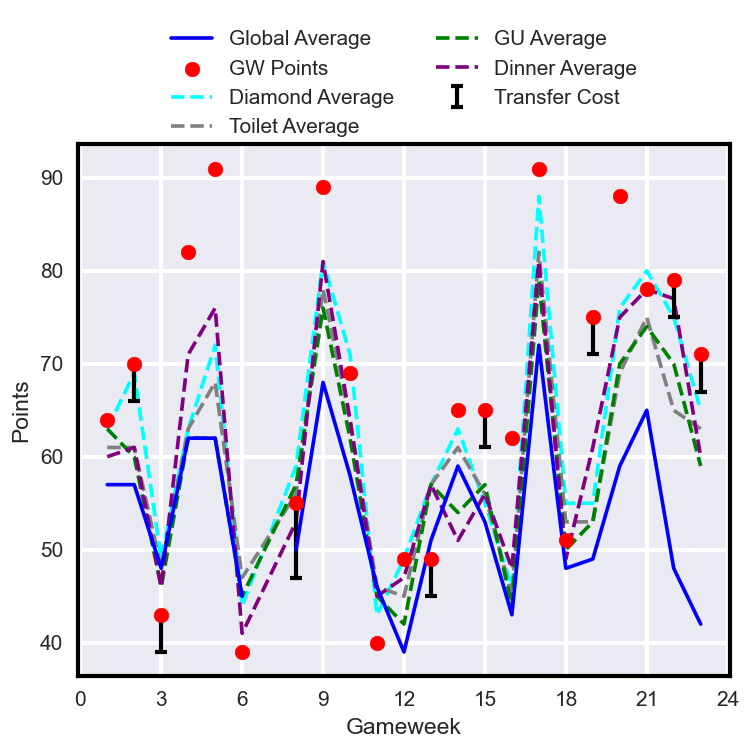 Global Average
GW Points
Diamond Average
Toilet Average
GU Average
Dinner Average
Transfer Cost
Points
90
80
70
60
50
40
0 3 6 9 12 15 18 21 24
Gameweek